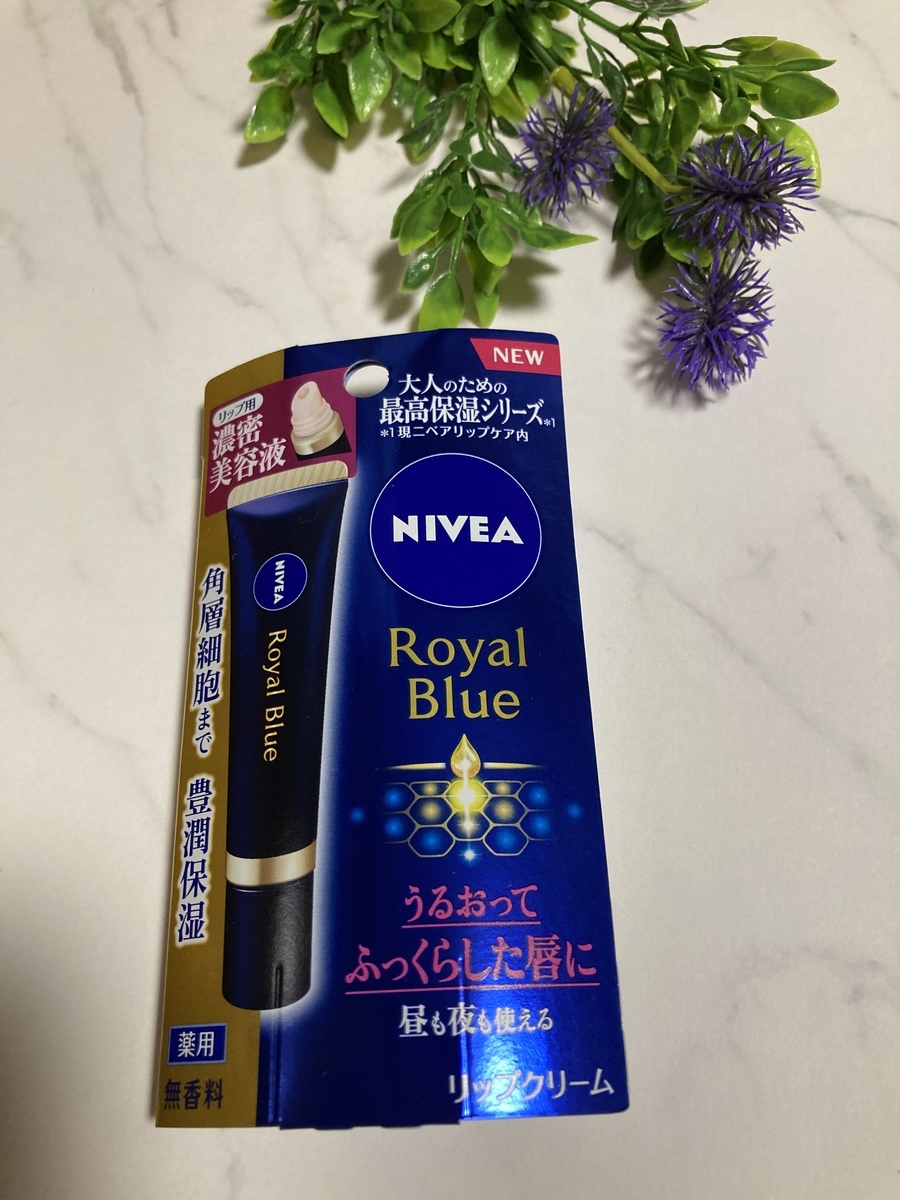 NEW
大人のための
最高保湿シリーズ*1
*1 現ニベアリップケア内
リップ用
濃密
美容液
NIVEA
Royal
Blue
NIVEA
Royal Blue
角層細胞まで 豊潤保湿
うるおって
ふっくらした唇に
昼も夜も使える
薬用
無香料
リップクリーム